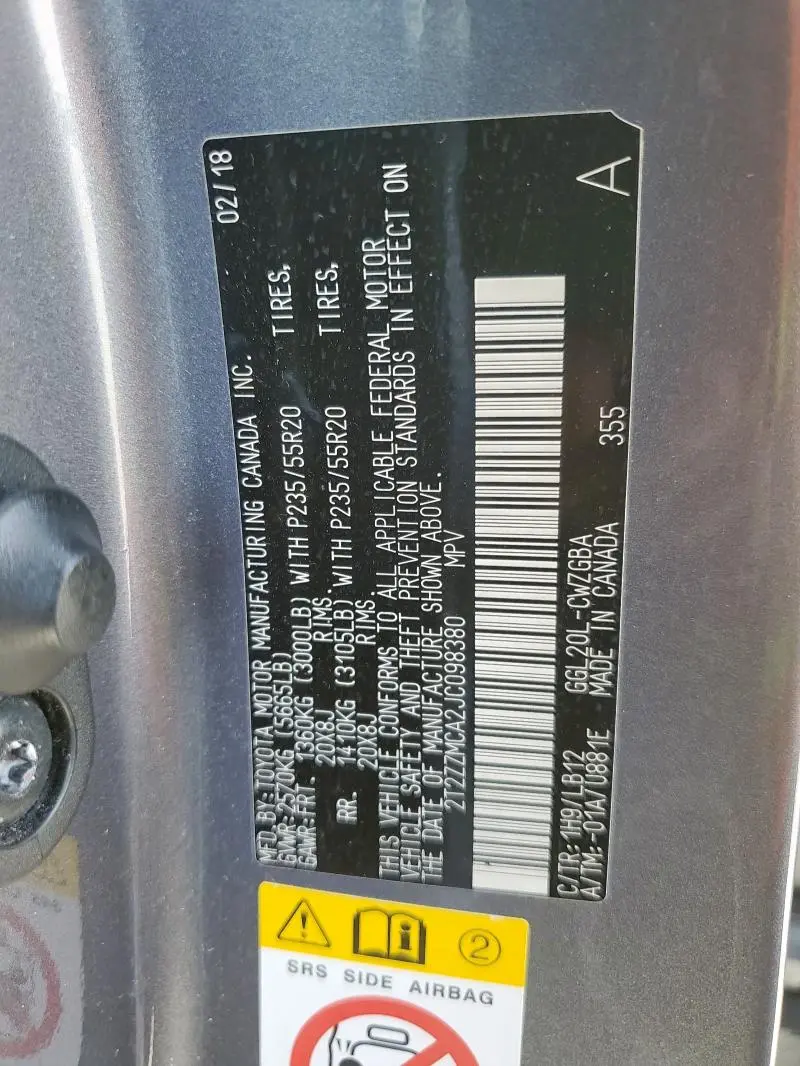 MFD.BY:TOYOTA MOTOR MANUFACTURING CANADA INC. 02/18
GVWR:2570KG(5665LB)
GAWR:FRT. 1360KG (3000LB) WITH P235/55R20 TIRES,
20X8J RIMS.
RR. 1410KG (3105LB) WITH P235/55R20 TIRES,
20X8J RIMS.
THIS VEHICLE CONFORMS TO ALL APPLICABLE FEDERAL MOTOR
VEHICLE SAFETY AND THEFT PREVENTION STANDARDS IN EFFECT ON
THE DATE OF MANUFACTURE SHOWN ABOVE.
2T2ZZMCA2JC098380 MPV
A
C/TR:1H9/LB12 GGL20L-CWZGBA
A/TM:-01A/U881E MADE IN CANADA 355
2
SRS SIDE AIRBAG